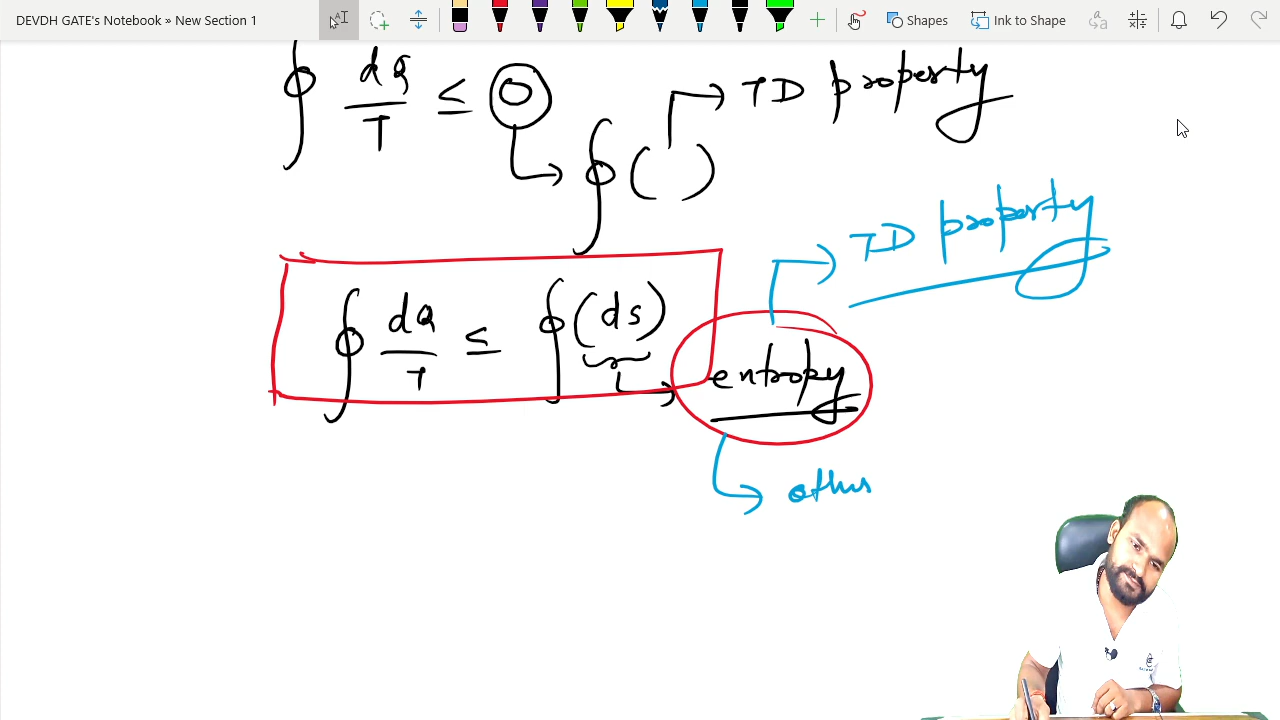 DEVDH GATE's Notebook » New Section 1
Shapes
Ink to Shape
∮ dQ/T ≤ 0
∮ ( ) → TD property
TD property
∮ dQ/T ≤ ∮ (ds)
entropy